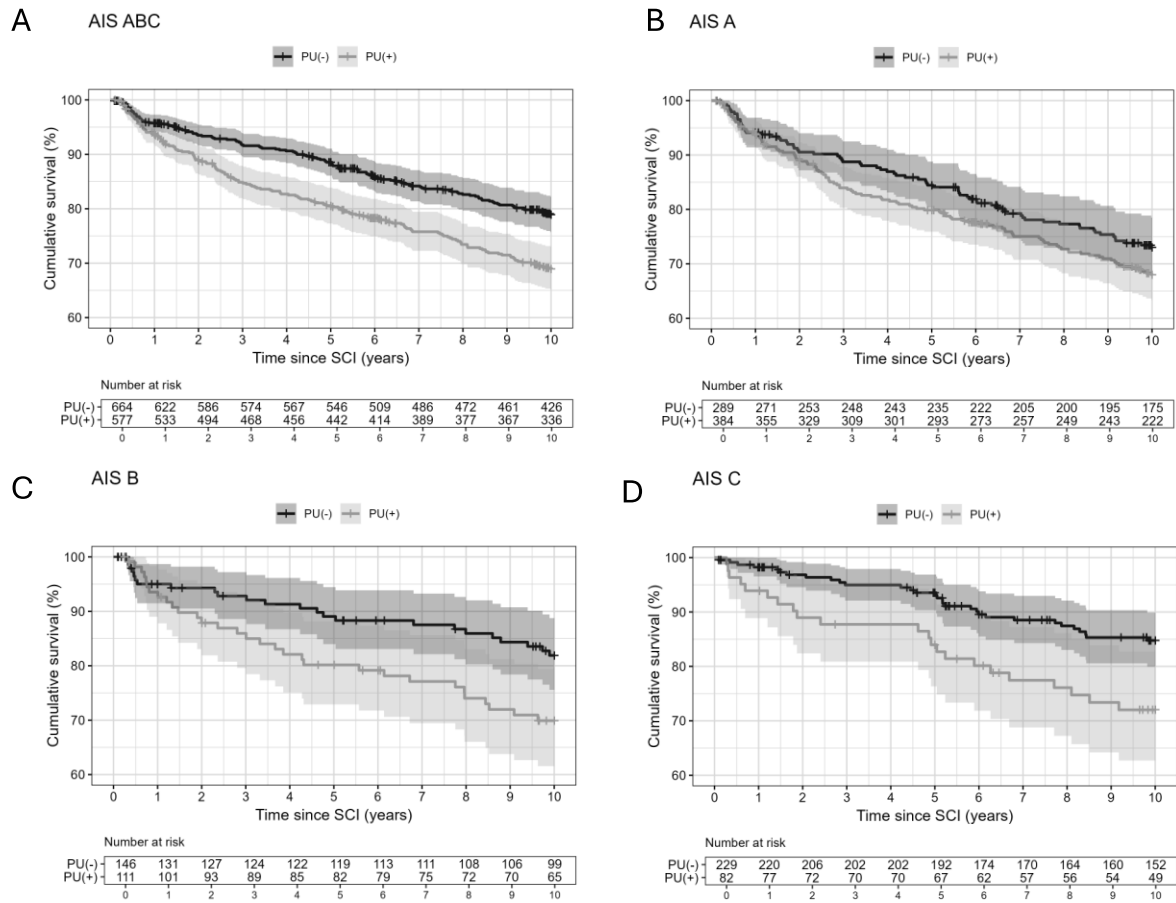 A
AIS ABC
PU(-) PU(+)
100
90
80
70
60
Cumulative survival (%)
0 1 2 3 4 5 6 7 8 9 10
Time since SCI (years)
Number at risk
PU(-) 664 622 586 574 567 546 509 486 472 461 426
PU(+) 577 533 494 468 456 442 414 389 377 367 336
0 1 2 3 4 5 6 7 8 9 10
B
AIS A
PU(-) PU(+)
100
90
80
70
60
Cumulative survival (%)
0 1 2 3 4 5 6 7 8 9 10
Time since SCI (years)
Number at risk
PU(-) 289 271 253 248 243 235 222 205 200 195 175
PU(+) 384 355 329 309 301 293 273 257 249 243 222
0 1 2 3 4 5 6 7 8 9 10
C
AIS B
PU(-) PU(+)
100
90
80
70
60
Cumulative survival (%)
0 1 2 3 4 5 6 7 8 9 10
Time since SCI (years)
Number at risk
PU(-) 146 131 127 124 122 119 113 111 108 106 99
PU(+) 111 101 93 89 85 82 79 75 72 70 65
0 1 2 3 4 5 6 7 8 9 10
D
AIS C
PU(-) PU(+)
100
90
80
70
60
Cumulative survival (%)
0 1 2 3 4 5 6 7 8 9 10
Time since SCI (years)
Number at risk
PU(-) 229 220 206 202 202 192 174 170 164 160 152
PU(+) 82 77 72 70 70 67 62 57 56 54 49
0 1 2 3 4 5 6 7 8 9 10